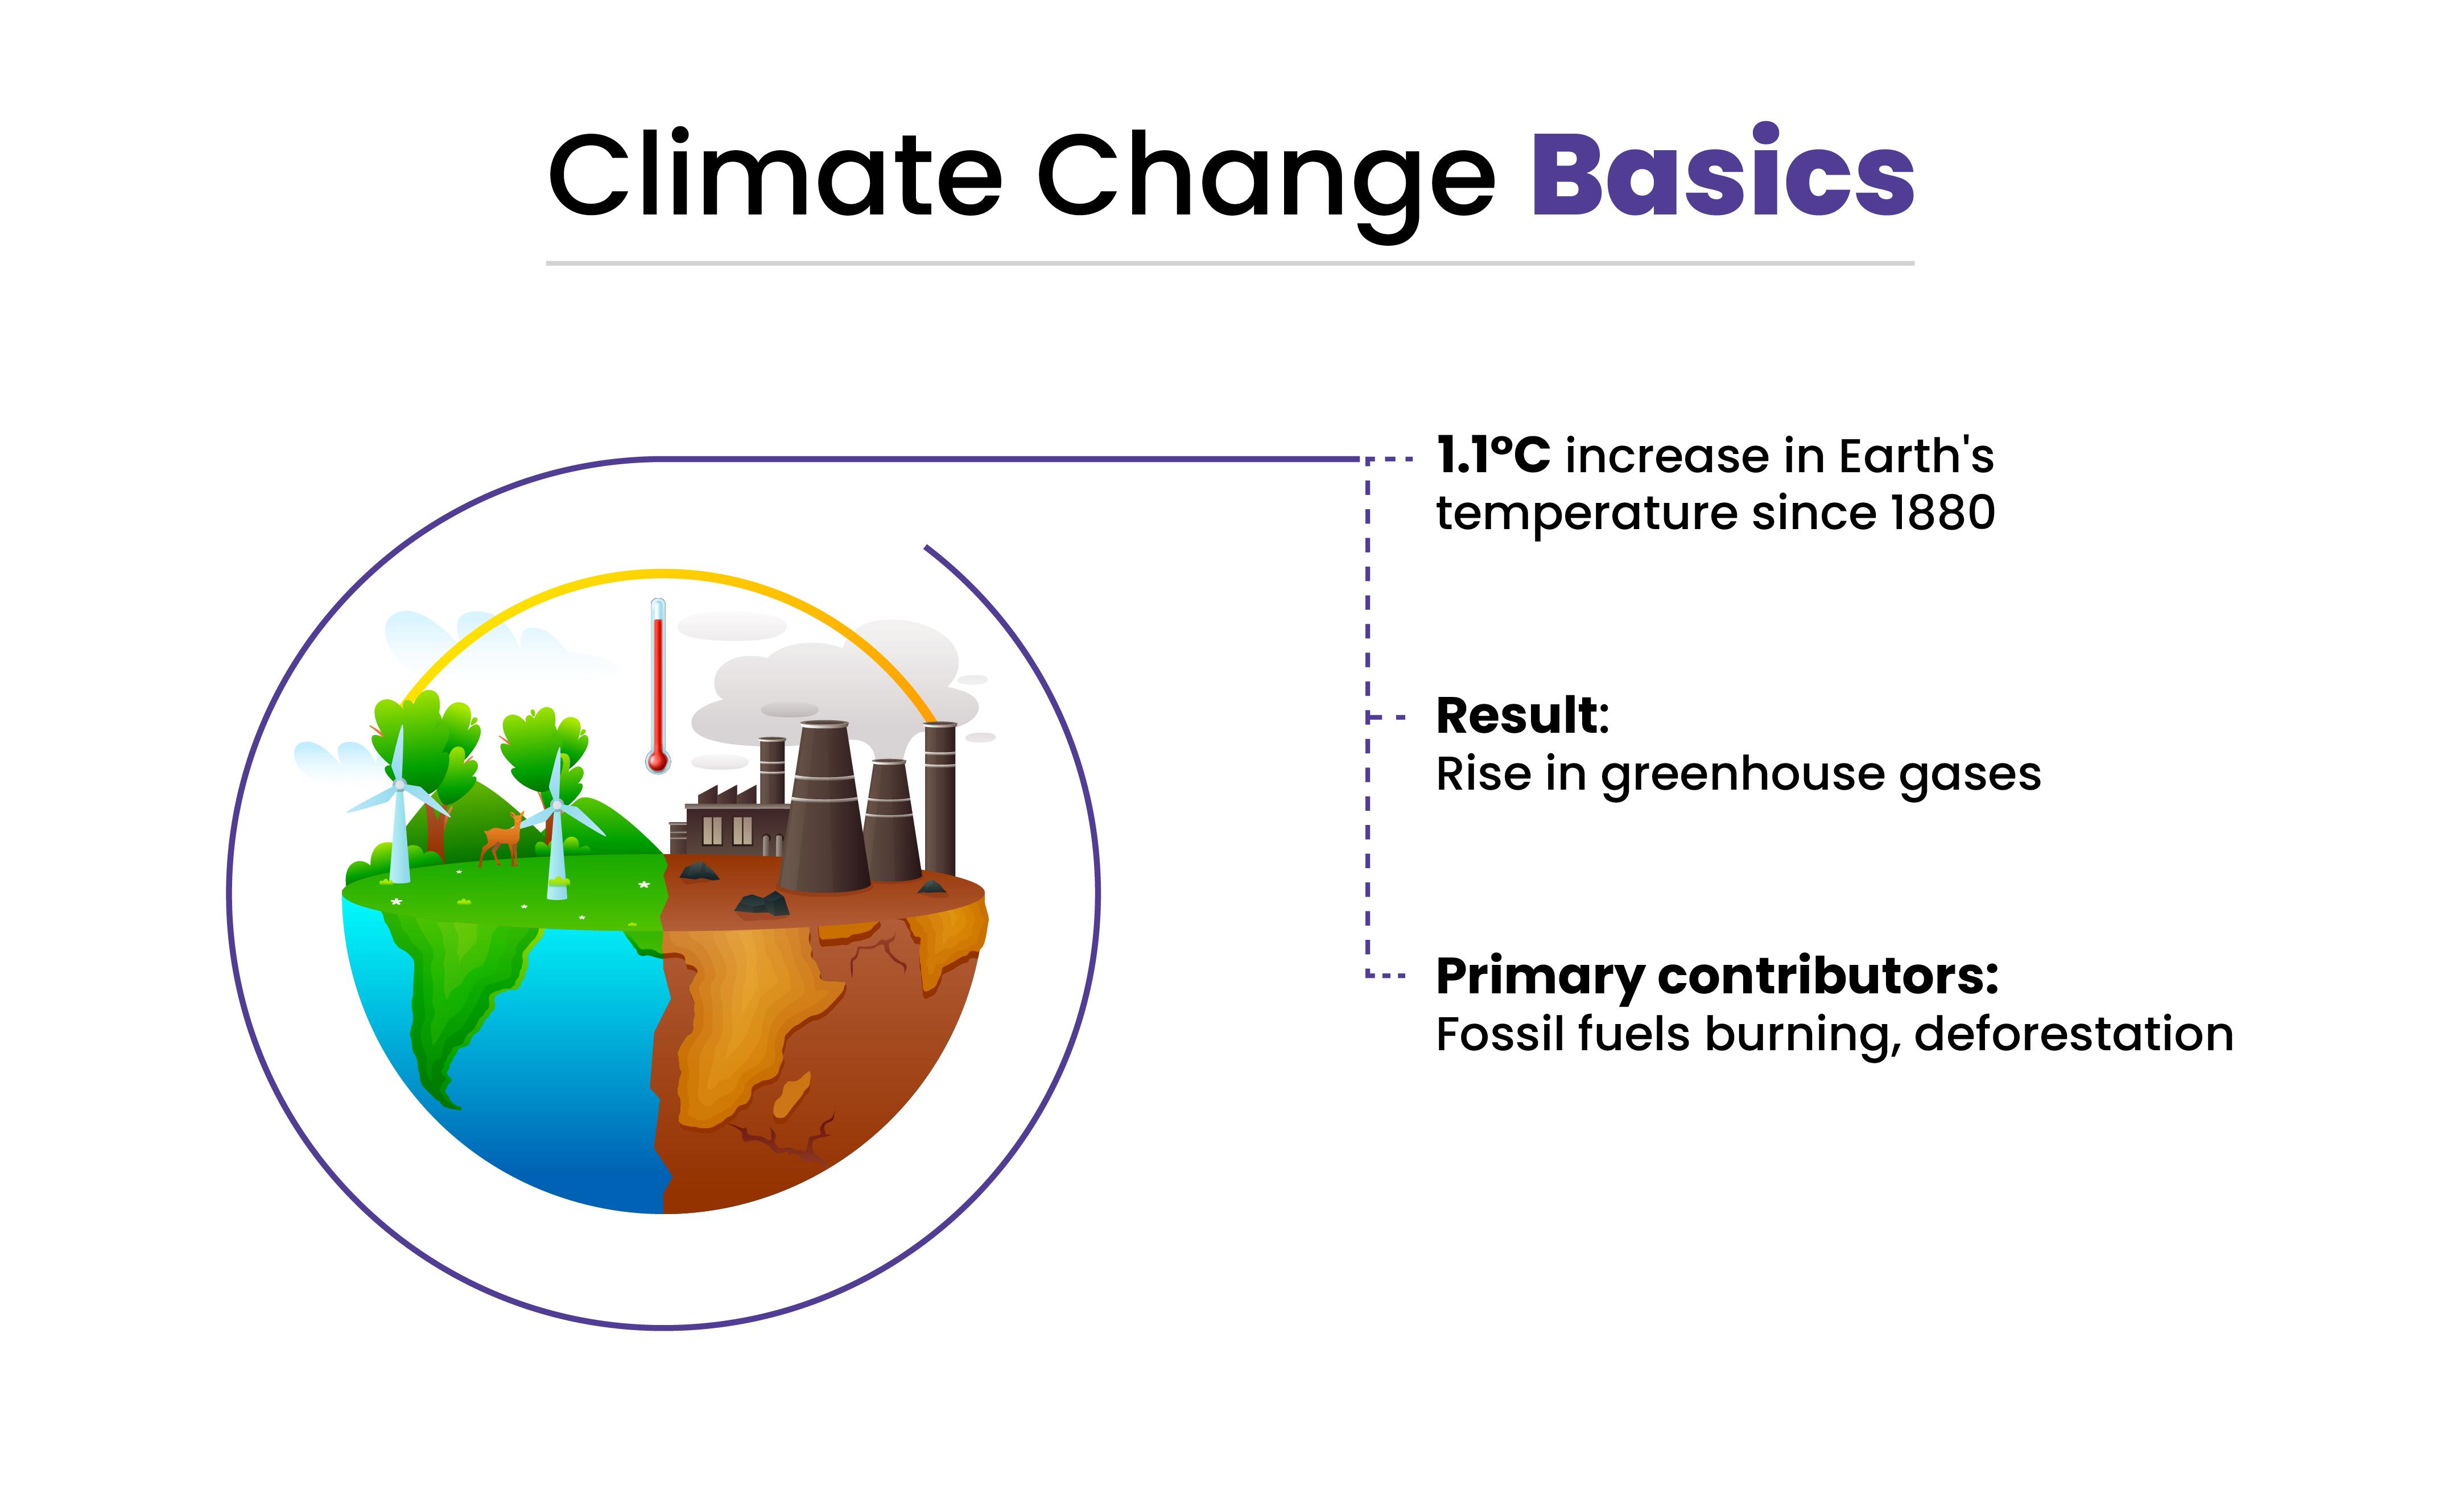 Climate Change Basics
1.1°C increase in Earth's
temperature since 1880
Result:
Rise in greenhouse gases
Primary contributors:
Fossil fuels burning, deforestation